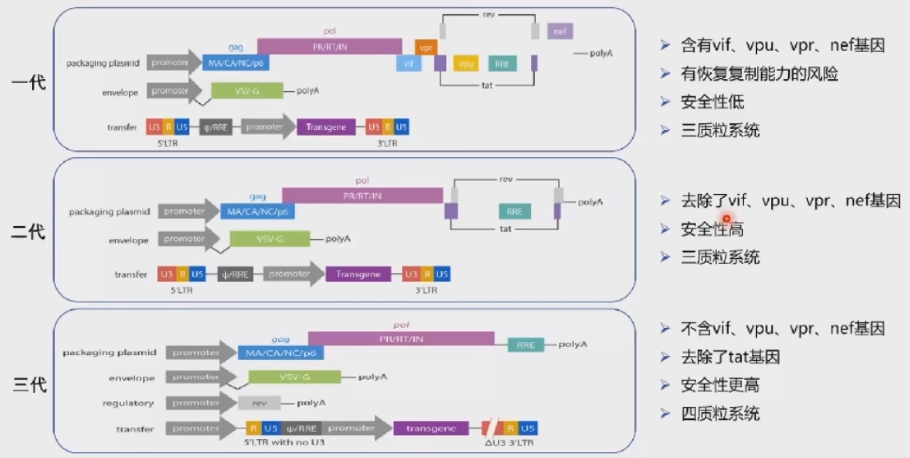 一代
rev
nef
pol
gag
PR/RT/IN
vpr
polyA
packaging plasmid
promoter
MA/CA/NC/p6
vif
vpu
RRE
tat
envelope
promoter
VSV-G
polyA
transfer
U3 R U5
ψ/RRE
promoter
Transgene
U3 R U5
5'LTR
3'LTR
➢ 含有vif、vpu、vpr、nef基因
➢ 有恢复复制能力的风险
➢ 安全性低
➢ 三质粒系统
二代
rev
pol
gag
PR/RT/IN
polyA
packaging plasmid
promoter
MA/CA/NC/p6
RRE
tat
envelope
promoter
VSV-G
polyA
transfer
U3 R U5
ψ/RRE
promoter
Transgene
U3 R U5
5'LTR
3'LTR
➢ 去除了vif、vpu、vpr、nef基因
➢ 安全性高
➢ 三质粒系统
三代
pol
gag
PR/RT/IN
RRE
polyA
packaging plasmid
promoter
MA/CA/NC/p6
envelope
promoter
VSV-G
polyA
regulatory
promoter
rev
polyA
transfer
promoter
R U5
ψ/RRE
promoter
transgene
R U5
5'LTR with no U3
ΔU3 3'LTR
➢ 不含vif、vpu、vpr、nef基因
➢ 去除了tat基因
➢ 安全性更高
➢ 四质粒系统